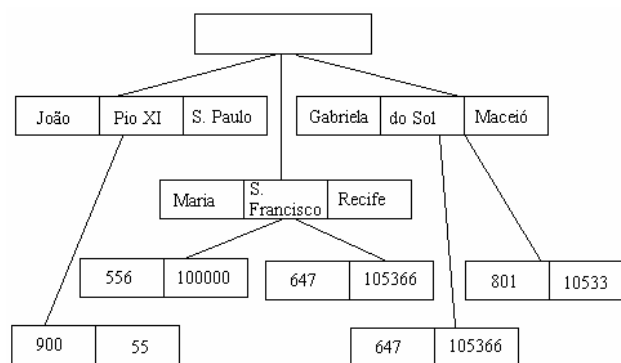 João Pio XI S. Paulo
Gabriela do Sol Maceió
Maria S. Francisco Recife
556 100000
647 105366
801 10533
900 55
647 105366